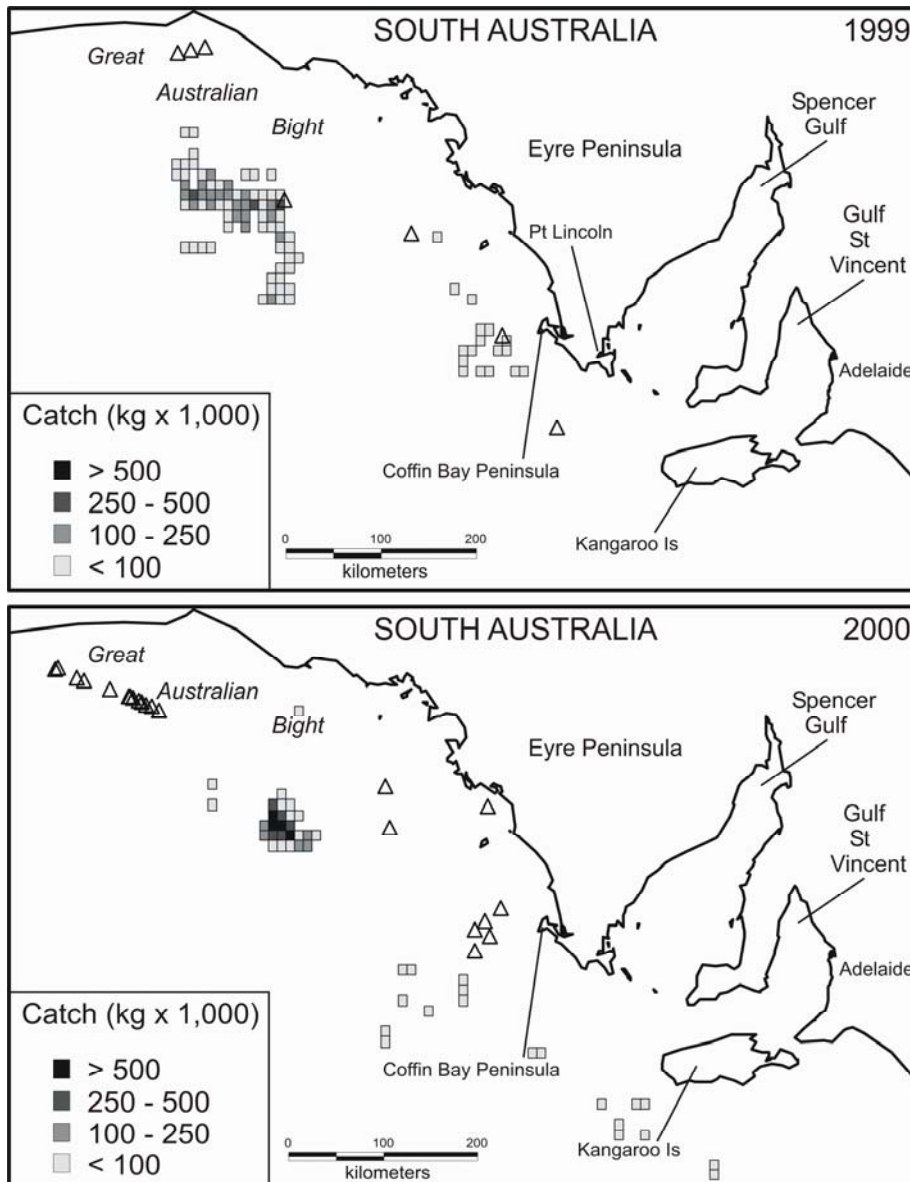 SOUTH AUSTRALIA 1999
Great
Australian
Bight
Spencer
Gulf
Eyre Peninsula
Gulf
St
Vincent
Pt Lincoln
Adelaide
Catch (kg x 1,000)
> 500
250 - 500
100 - 250
< 100
Coffin Bay Peninsula
Kangaroo Is
0 100 200
kilometers
SOUTH AUSTRALIA 2000
Great
Australian
Bight
Spencer
Gulf
Eyre Peninsula
Gulf
St
Vincent
Adelaide
Catch (kg x 1,000)
> 500
250 - 500
100 - 250
< 100
Coffin Bay Peninsula
Kangaroo Is
0 100 200
kilometers